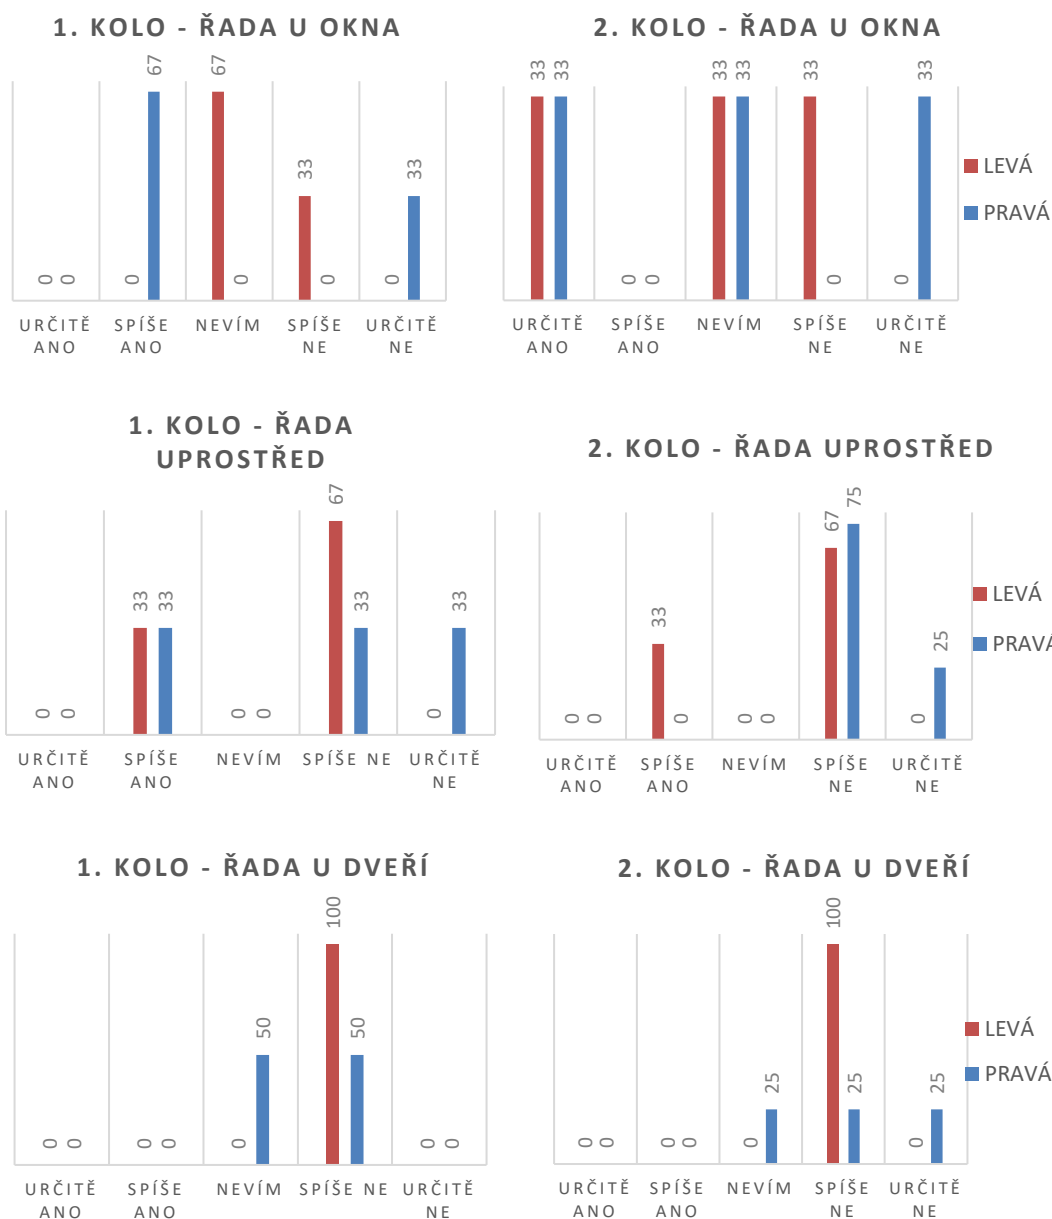 1. KOLO - ŘADA U OKNA
0 0 0 67 67 0 33 0 0 33
URČITĚ ANO
SPÍŠE ANO
NEVÍM
SPÍŠE NE
URČITĚ NE
2. KOLO - ŘADA U OKNA
33 33 0 0 33 33 33 0 0 33
URČITĚ ANO
SPÍŠE ANO
NEVÍM
SPÍŠE NE
URČITĚ NE
LEVÁ
PRAVÁ
1. KOLO - ŘADA
UPROSTŘED
0 0 33 33 0 0 67 33 0 33
URČITĚ ANO
SPÍŠE ANO
NEVÍM
SPÍŠE NE
URČITĚ NE
2. KOLO - ŘADA UPROSTŘED
0 0 33 0 0 0 67 75 0 25
URČITĚ ANO
SPÍŠE ANO
NEVÍM
SPÍŠE NE
URČITĚ NE
LEVÁ
PRAVÁ
1. KOLO - ŘADA U DVEŘÍ
0 0 0 0 0 50 100 50 0 0
URČITĚ ANO
SPÍŠE ANO
NEVÍM
SPÍŠE NE
URČITĚ NE
2. KOLO - ŘADA U DVEŘÍ
0 0 0 0 0 25 100 25 0 25
URČITĚ ANO
SPÍŠE ANO
NEVÍM
SPÍŠE NE
URČITĚ NE
LEVÁ
PRAVÁ